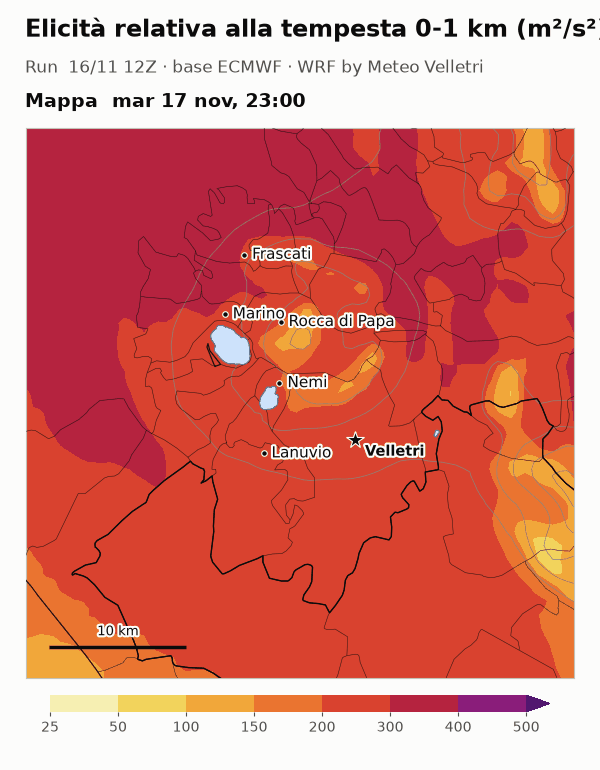 Elicità relativa alla tempesta 0-1 km (m²/s²)
Run  16/11 12Z · base ECMWF · WRF by Meteo Velletri
Mappa  mar 17 nov, 23:00
Frascati
Marino
Rocca di Papa
Nemi
Velletri
Lanuvio
10 km
25 50 100 150 200 300 400 500